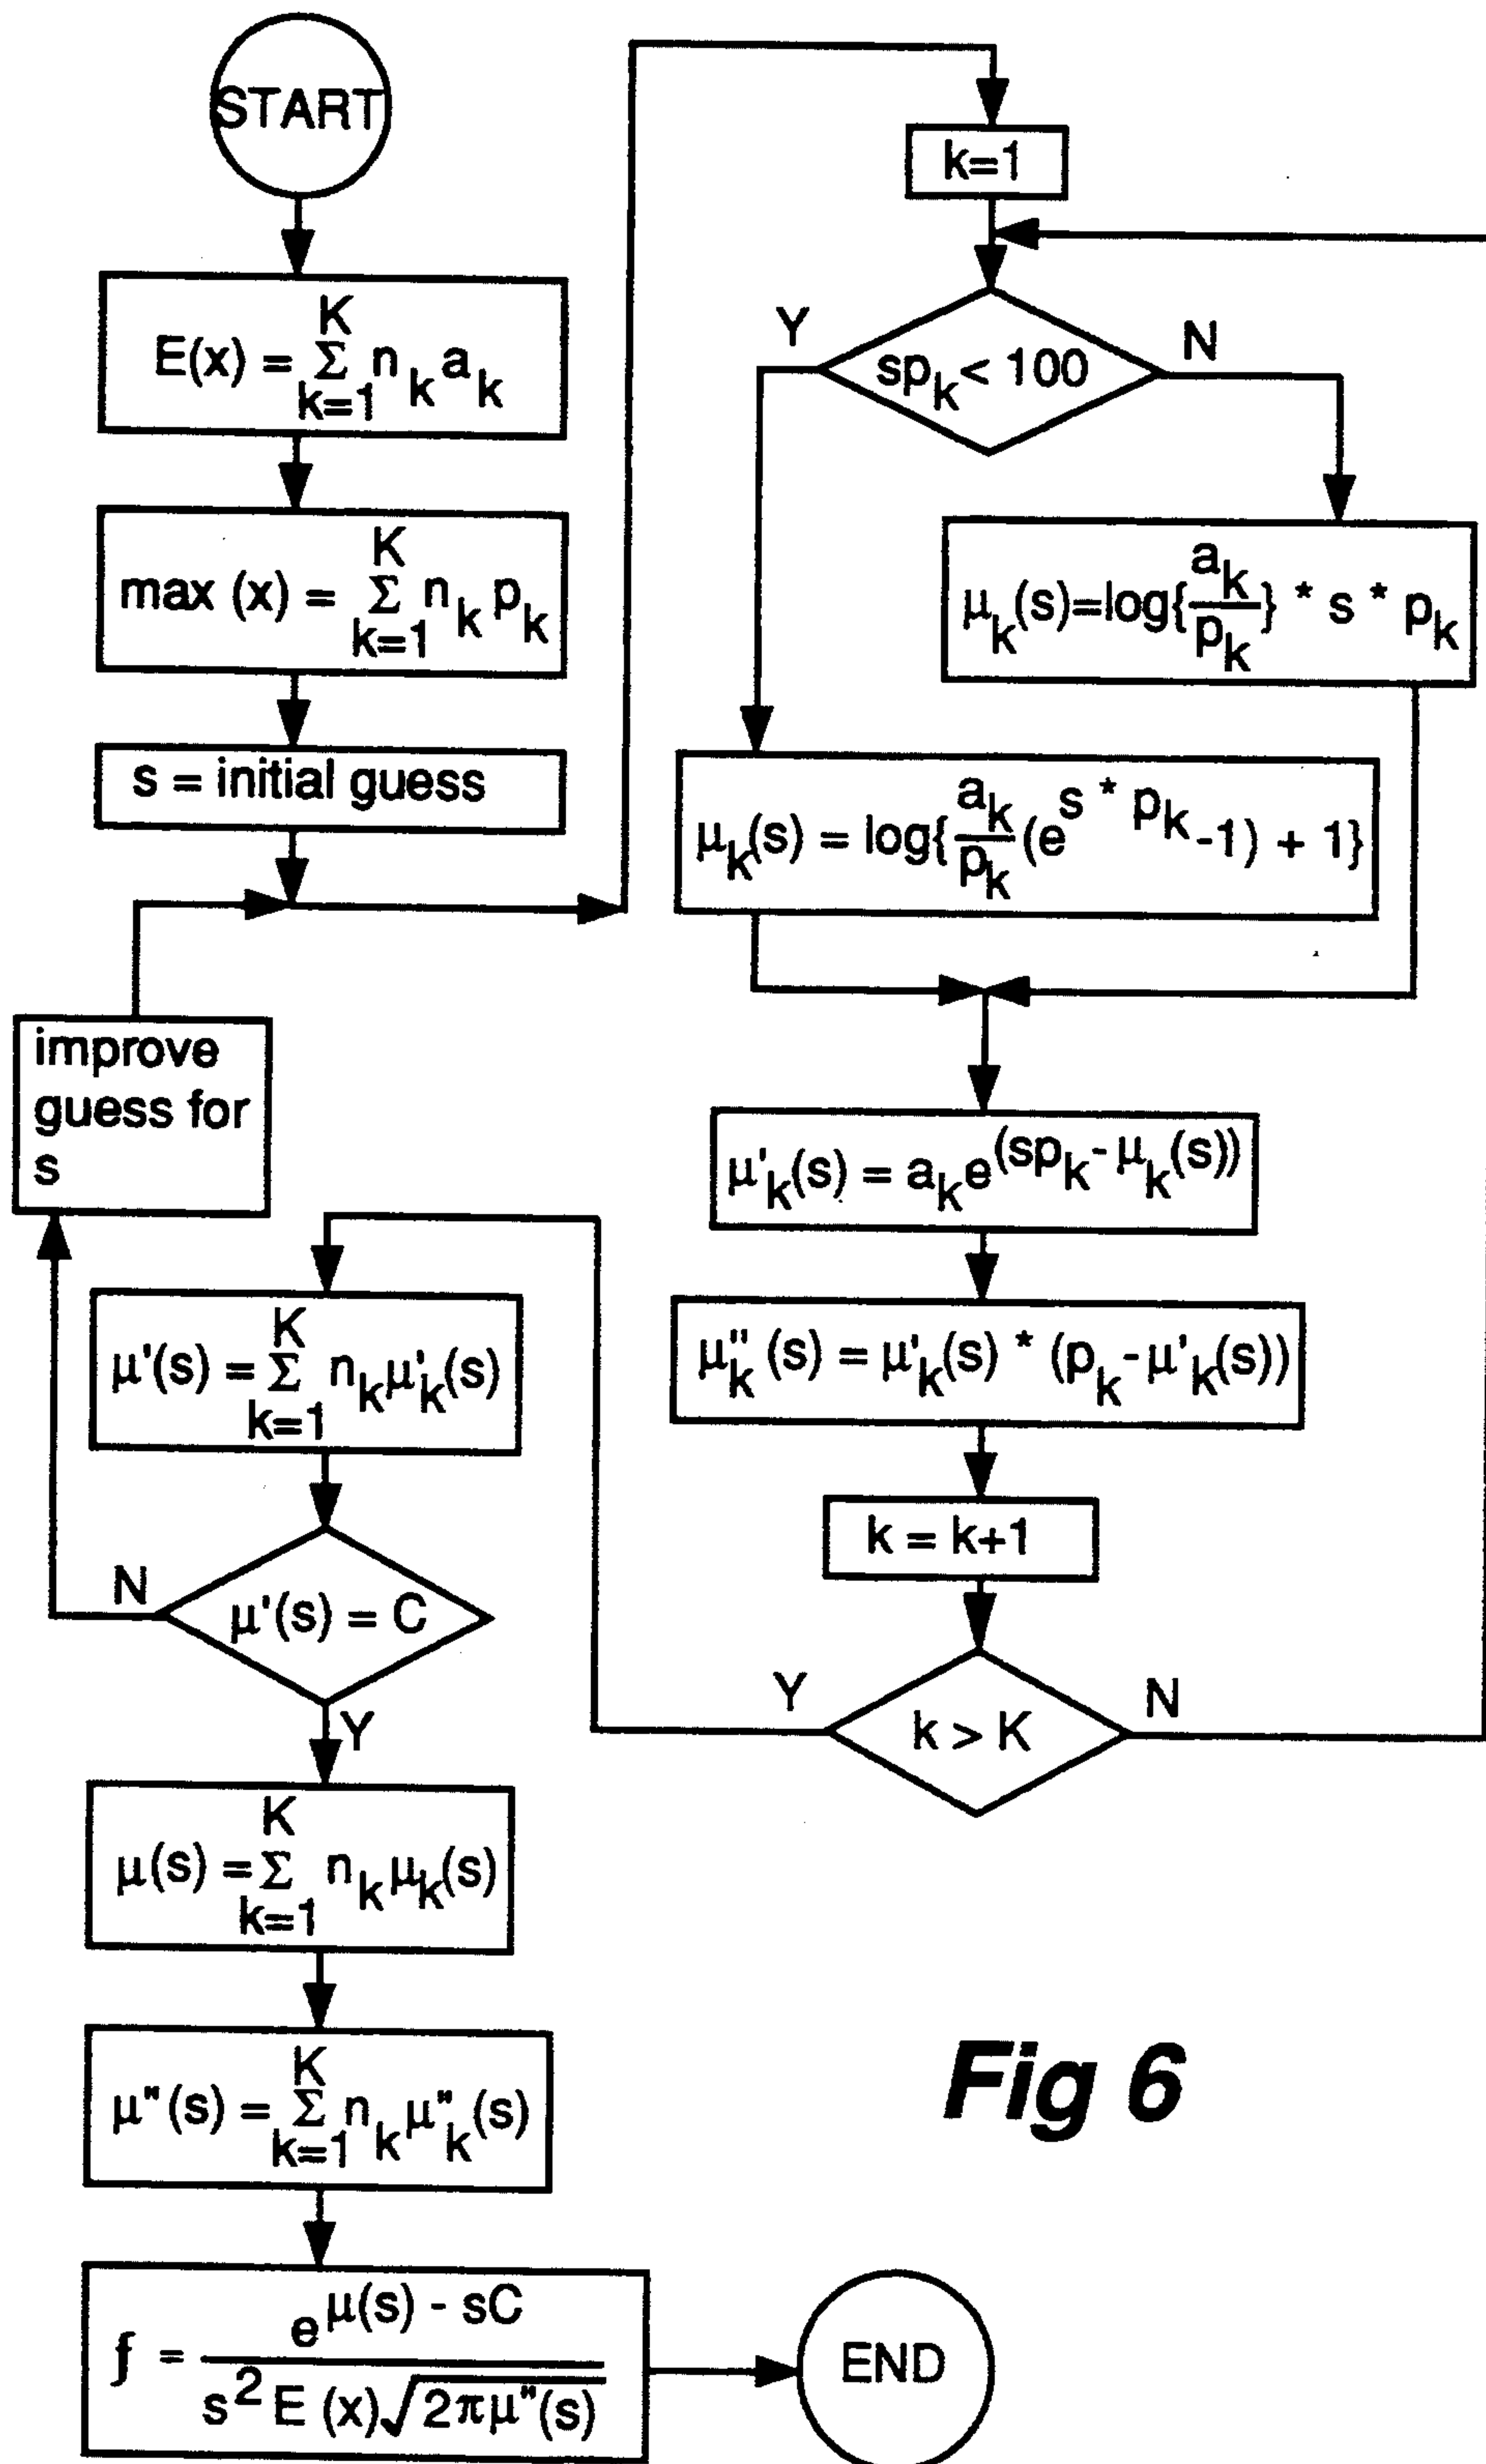 START
E(x) = Σ_{k=1}^{K} n_k a_k
max (x) = Σ_{k=1}^{K} n_k p_k
s = initial guess
improve
guess for
s
k=1
Y
sp_k < 100
N
μ_k(s)=log{a_k/p_k} * s * p_k
μ_k(s) = log{a_k/p_k (e^{s * p_k} -1) + 1}
μ'_k(s) = a_k e^{(sp_k - μ_k(s))}
μ"_k (s) = μ'_k(s) * (p_k - μ'_k(s))
k = k+1
Y
k > K
N
μ'(s) = Σ_{k=1}^{K} n_k μ'_k(s)
N
μ'(s) = C
Y
μ(s) = Σ_{k=1}^{K} n_k μ_k(s)
μ"(s) = Σ_{k=1}^{K} n_k μ"_k(s)
f = e^{μ(s) - sC} / s^2 E (x)√2πμ"(s)
END
Fig 6